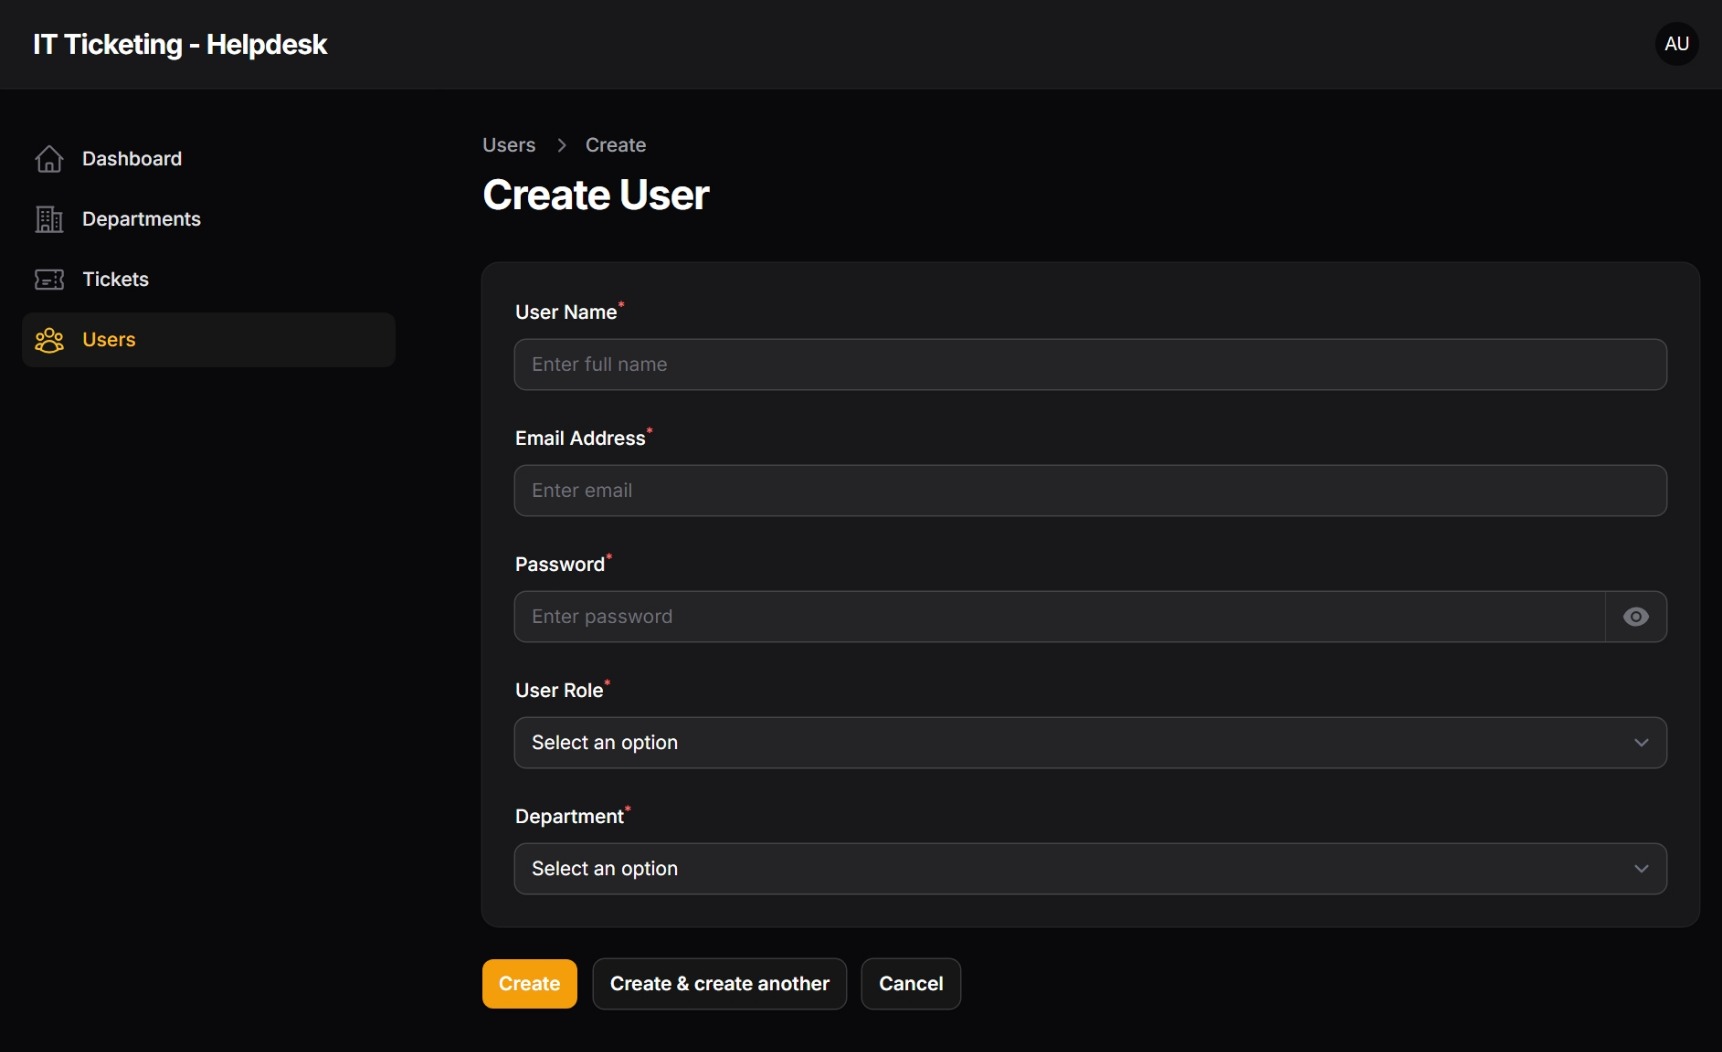 IT Ticketing - Helpdesk
AU
Dashboard
Departments
Tickets
Users
Users > Create
Create User
User Name*
Enter full name
Email Address*
Enter email
Password*
Enter password
User Role*
Select an option
Department*
Select an option
Create
Create & create another
Cancel